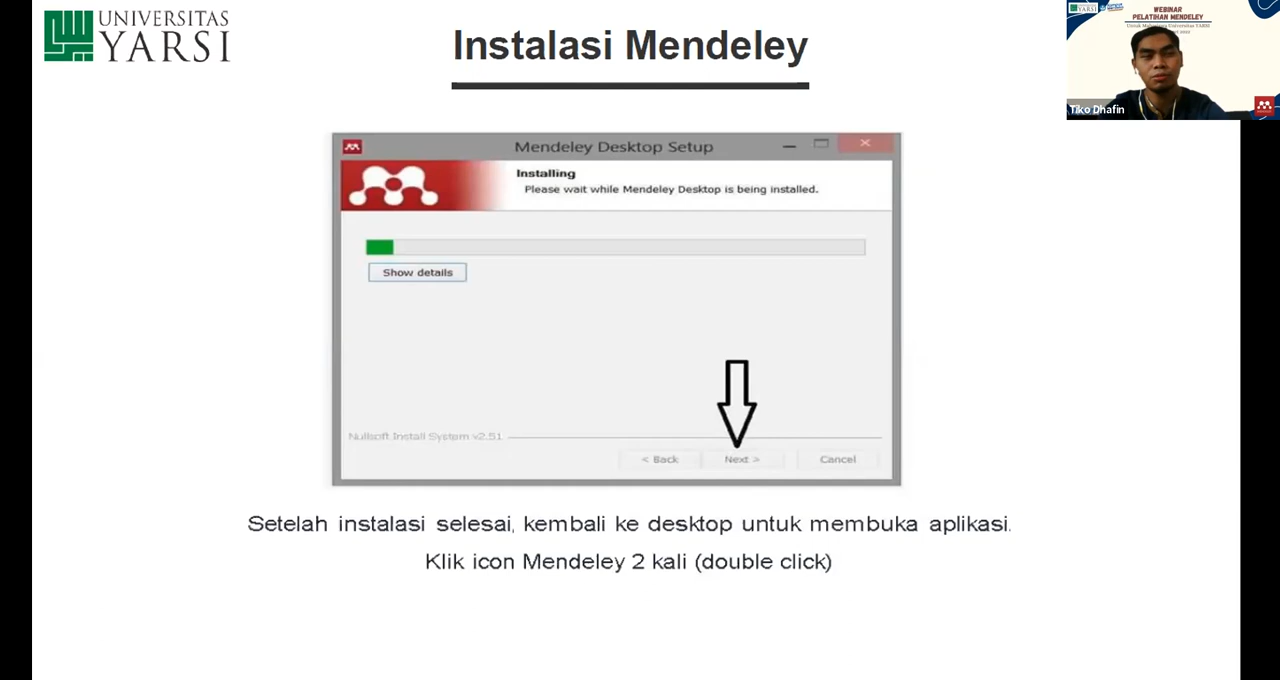 UNIVERSITAS
YARSI
Instalasi Mendeley
WEBINAR
PELATIHAN MENDELEY
Tiko Dhafin
Mendeley Desktop Setup
Installing
Please wait while Mendeley Desktop is being installed.
Show details
Nullsoft Install System v2.51
< Back
Next >
Cancel
Setelah instalasi selesai, kembali ke desktop untuk membuka aplikasi.
Klik icon Mendeley 2 kali (double click)